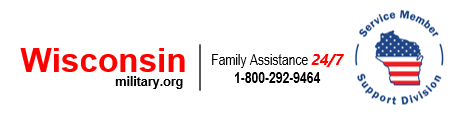 Wisconsin
military.org
Family Assistance 24/7
1-800-292-9464
Service Member
Support Division